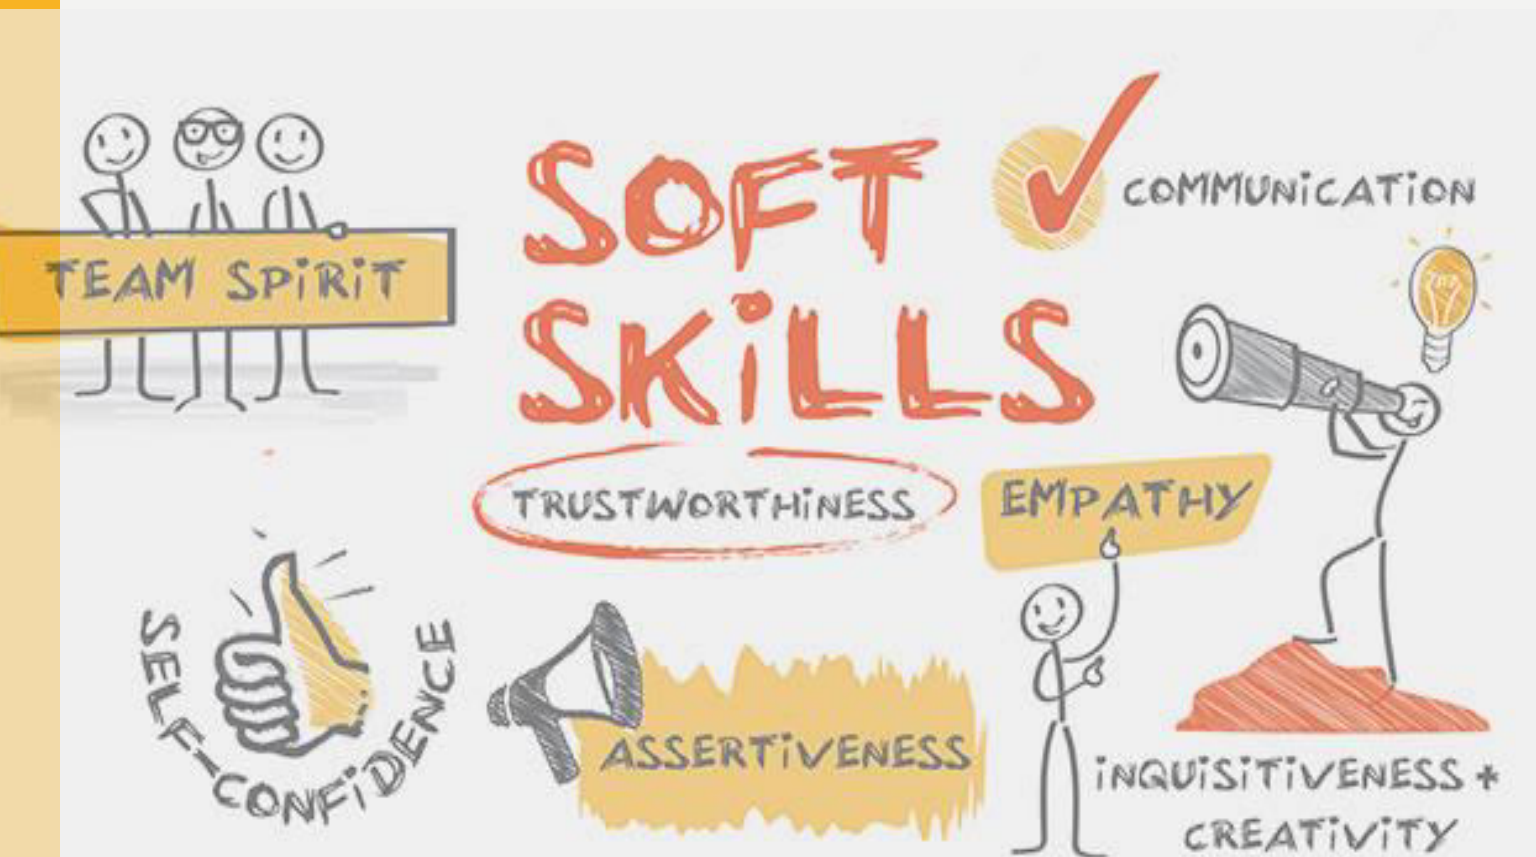 TEAM SPiRiT
SOFT
SKiLLS
COMMUNiCATiON
TRUSTWORTHiNESS
EMPATHY
SELF-CONFiDENCE
ASSERTiVENESS
iNQUiSiTiVENESS +
CREATiViTY